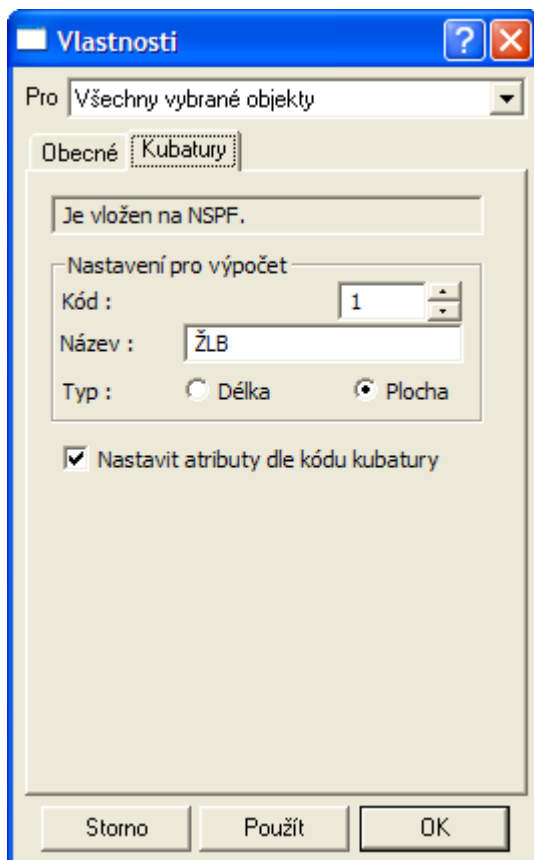 Vlastnosti
Pro Všechny vybrané objekty
Obecné Kubatury
Je vložen na NSPF.
Nastavení pro výpočet
Kód : 1
Název : ŽLB
Typ : Délka Plocha
Nastavit atributy dle kódu kubatury
Storno Použít OK